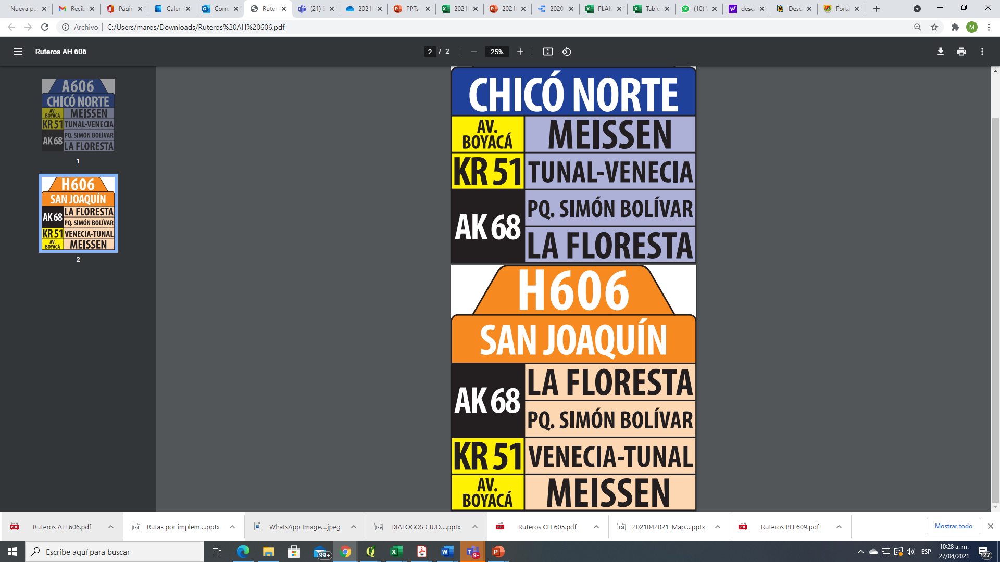 Nueva pe
Recib
Págin
Caler
Corre
Ruter
(21) S
2021
PPTs
2021
2021
2020
PLAN
Table
(10) W
desca
Desca
Porta
Archivo | C:/Users/maros/Downloads/Ruteros%20AH%20606.pdf
M
Ruteros AH 606
2 / 2
25%
A606
CHICÓ NORTE
AV. BOYACÁ
MEISSEN
KR 51
TUNAL-VENECIA
AK 68
PQ. SIMÓN BOLÍVAR
LA FLORESTA
1
H606
SAN JOAQUÍN
AK 68
LA FLORESTA
PQ. SIMÓN BOLÍVAR
KR 51
VENECIA-TUNAL
AV. BOYACÁ
MEISSEN
2
CHICÓ NORTE
AV.
BOYACÁ
MEISSEN
KR 51
TUNAL-VENECIA
AK 68
PQ. SIMÓN BOLÍVAR
LA FLORESTA
H606
SAN JOAQUÍN
AK 68
LA FLORESTA
PQ. SIMÓN BOLÍVAR
KR 51
VENECIA-TUNAL
AV.
BOYACÁ
MEISSEN
Ruteros AH 606.pdf
Rutas por implem....pptx
WhatsApp Image....jpeg
DIALOGOS CIUD....pptx
Ruteros CH 605.pdf
2021042021_Map....pptx
Ruteros BH 609.pdf
Mostrar todo
Escribe aquí para buscar
99+
9+
ESP
10:28 a. m.
27/04/2021
27